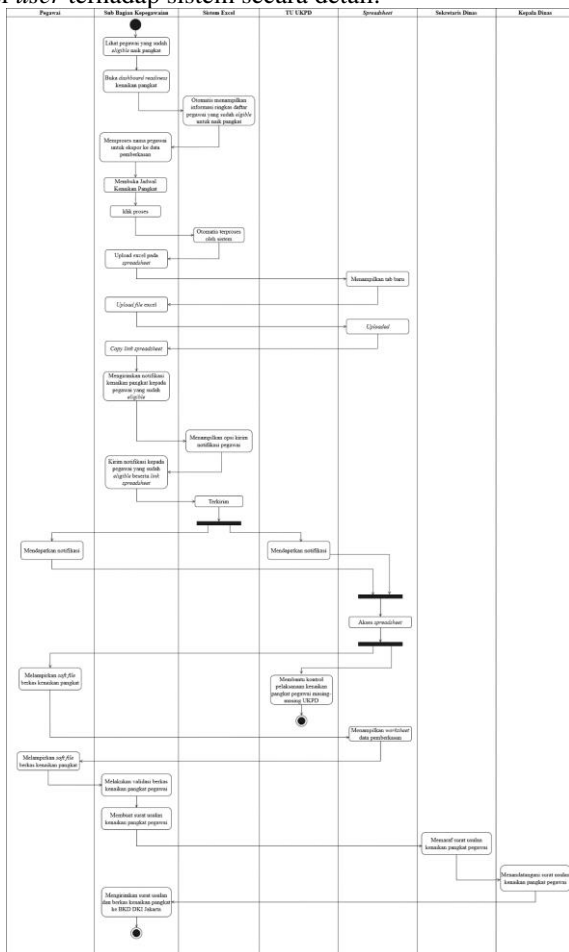 user terhadap sistem secara detail.
Pegawai
Sub Bagian Kepegawaian
Sistem Excel
TU UKPD
Spreadsheet
Sekretaris Dinas
Kepala Dinas
Lihat pegawai yang sudah
eligible naik pangkat
Buka dashboard readiness
kenaikan pangkat
Otomatis menampilkan
informasi ringkas daftar
pegawai yang sudah eligible
untuk naik pangkat
Memproses nama pegawai
untuk ekspor ke data
pemberkasan
Membuka Jadwal
Kenaikan Pangkat
klik proses
Otomatis terproses
oleh sistem
Upload excel pada
spreadsheet
Menampilkan tab baru
Upload file excel
Uploaded
Copy link spreadsheet
Mengirimkan notifikasi
kenaikan pangkat kepada
pegawai yang sudah
eligible
Menampilkan opsi kirim
notifikasi pegawai
Kirim notifikasi kepada
pegawai yang sudah
eligible beserta link
spreadsheet
Terkirim
Mendapatkan notifikasi
Mendapatkan notifikasi
Akses spreadsheet
Melampirkan soft file
berkas kenaikan pangkat
Membantu kontrol
pelaksanaan kenaikan
pangkat pegawai masing-
masing UKPD
Menampilkan worksheet
data pemberkasan
Melampirkan soft file
berkas kenaikan pangkat
Melakukan validasi berkas
kenaikan pangkat pegawai
Membuat surat usulan
kenaikan pangkat pegawai
Memaraf surat usulan
kenaikan pangkat pegawai
Menandatangani surat usulan
kenaikan pangkat pegawai
Mengirimkan surat usulan
dan berkas kenaikan pangkat
ke BKD DKI Jakarta